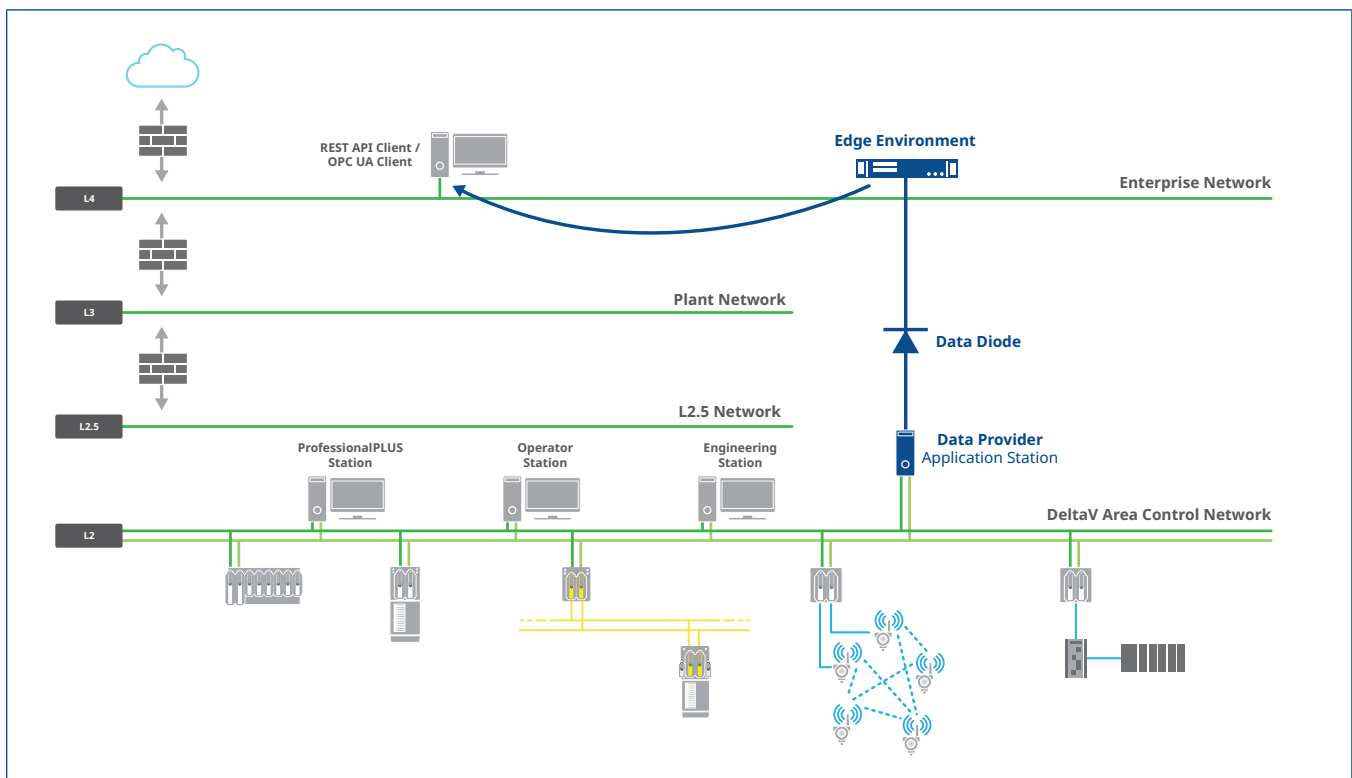 REST API Client /
OPC UA Client
Edge Environment
Enterprise Network
L4
Plant Network
L3
Data Diode
L2.5 Network
L2.5
ProfessionalPLUS
Station
Operator
Station
Engineering
Station
Data Provider
Application Station
DeltaV Area Control Network
L2